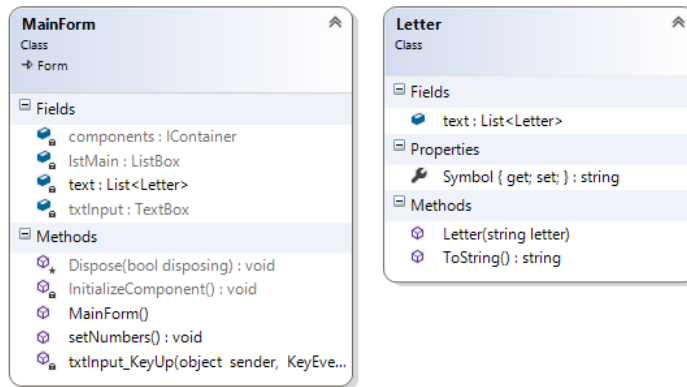 MainForm
Class
Form
Fields
components : IContainer
lstMain : ListBox
text : List<Letter>
txtInput : TextBox
Methods
Dispose(bool disposing) : void
InitializeComponent() : void
MainForm()
setNumbers() : void
txtInput_KeyUp(object sender, KeyEve...
Letter
Class
Fields
text : List<Letter>
Properties
Symbol { get; set; } : string
Methods
Letter(string letter)
ToString() : string